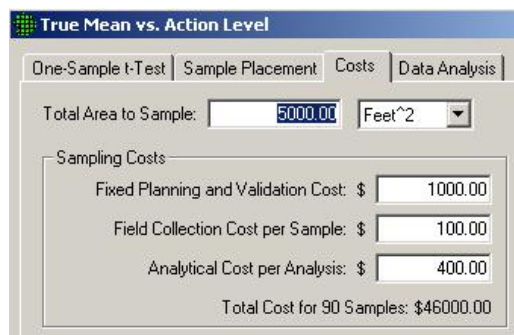 True Mean vs. Action Level
One-Sample t-Test Sample Placement Costs Data Analysis
Total Area to Sample: 5000.00 Feet^2
Sampling Costs
Fixed Planning and Validation Cost: $ 1000.00
Field Collection Cost per Sample: $ 100.00
Analytical Cost per Analysis: $ 400.00
Total Cost for 90 Samples: $46000.00